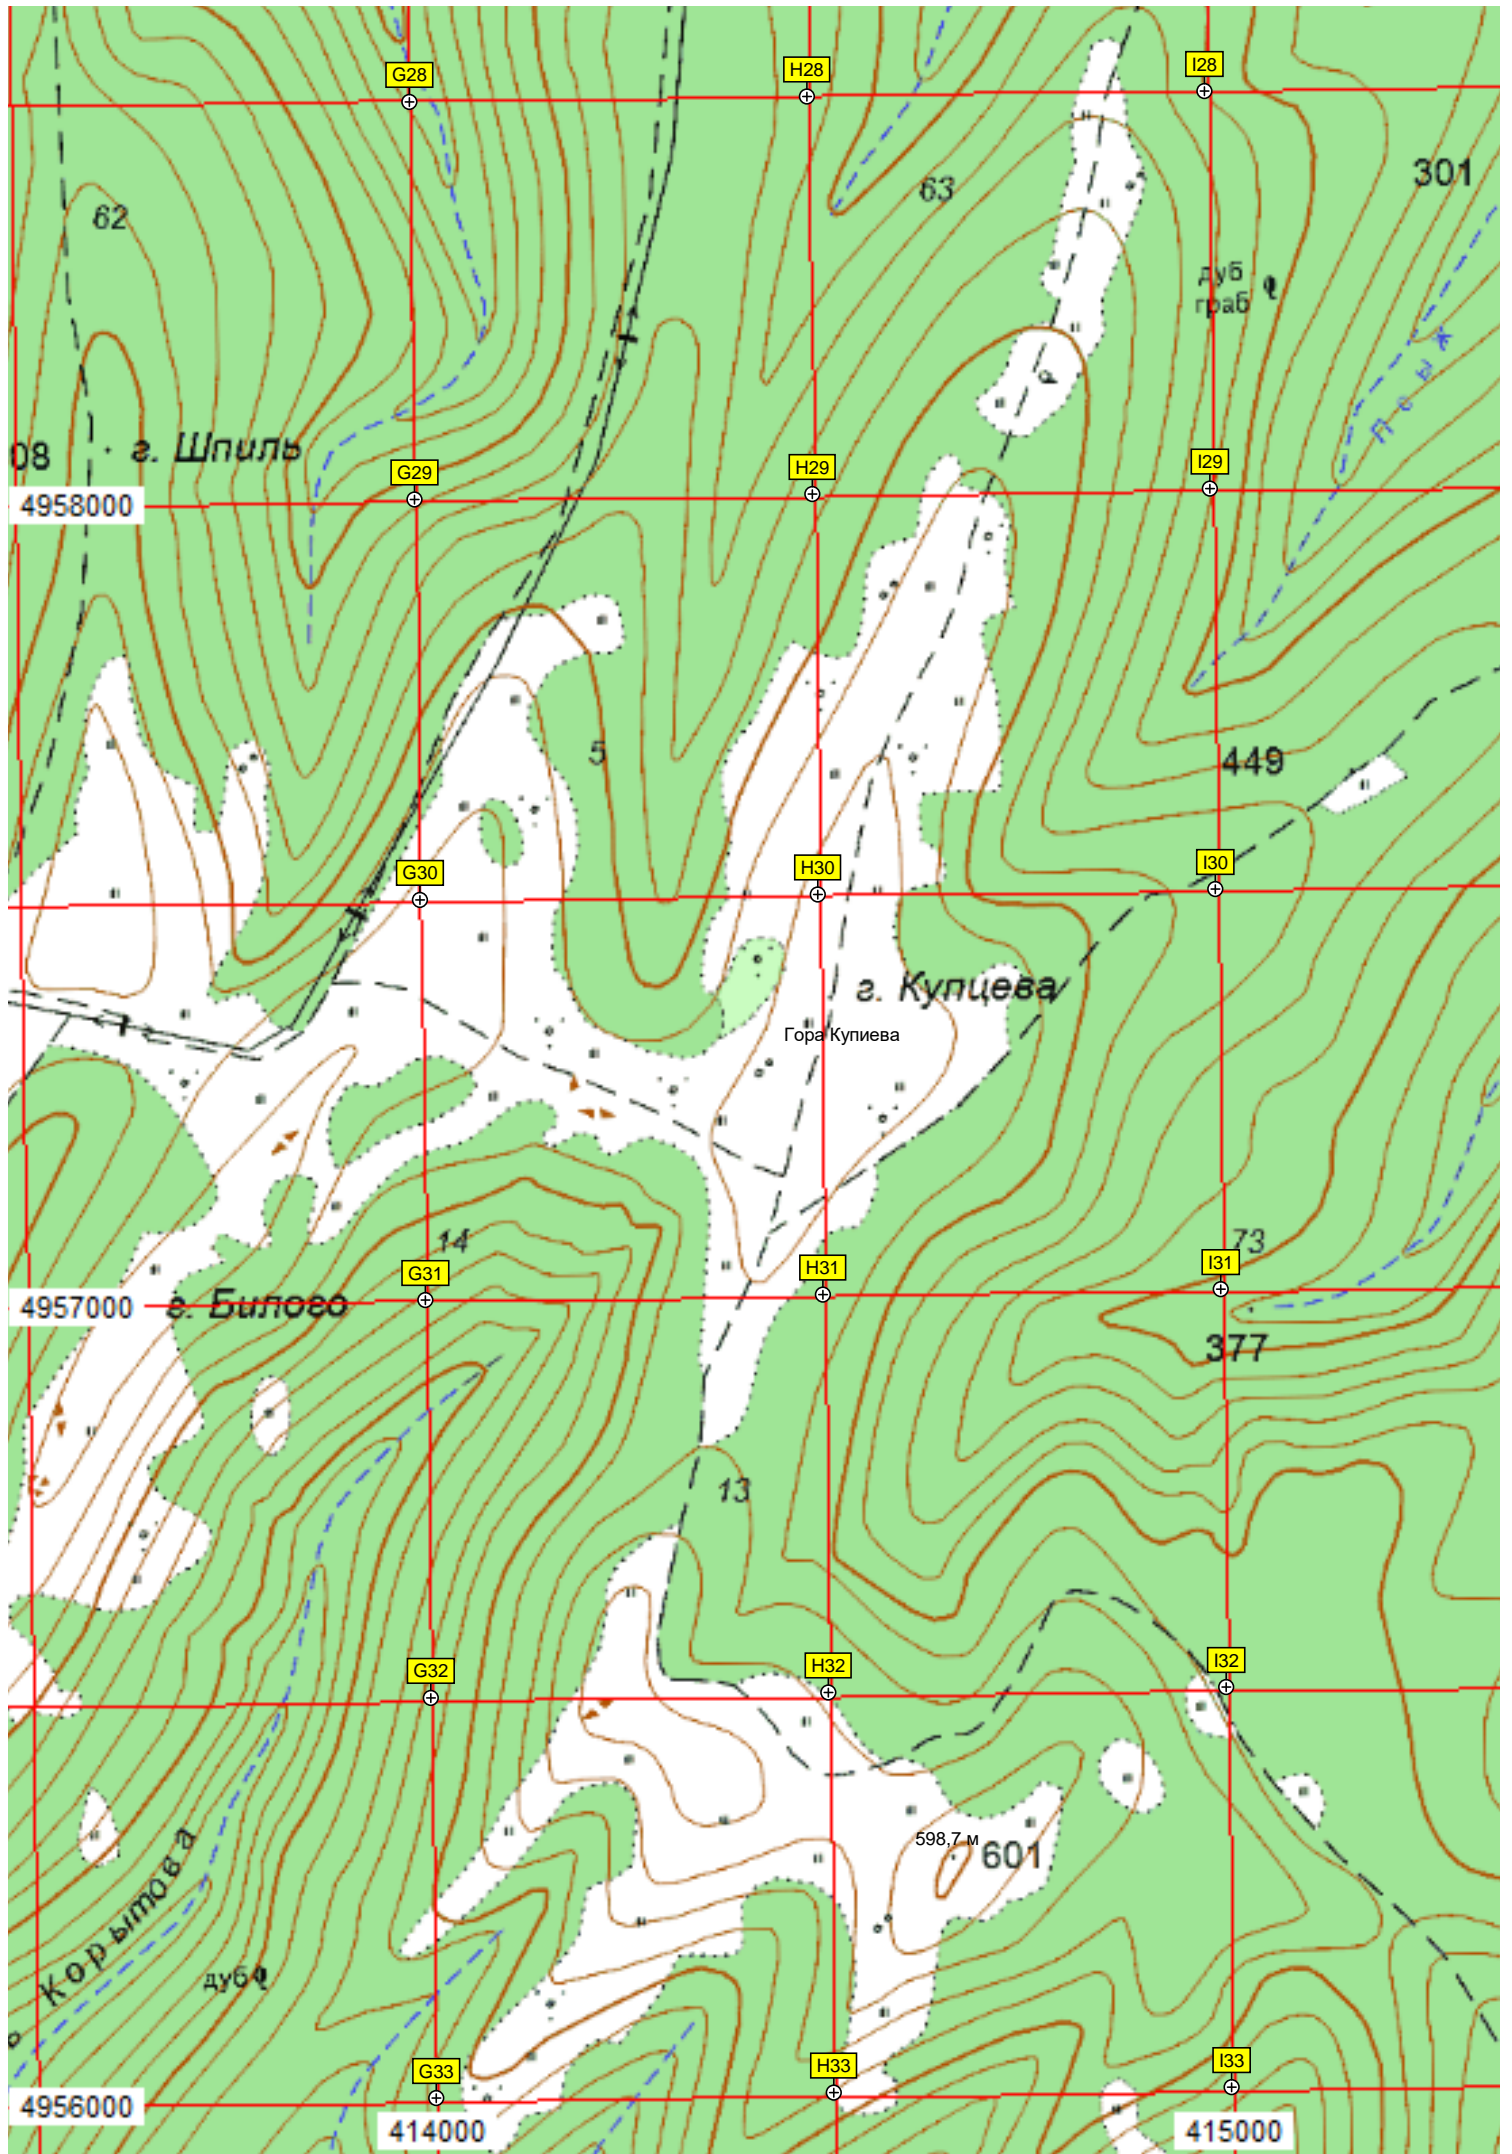 G28
H28
I28
62
63
301
дуб
граб
Псыж
08
г. Шпиль
G29
H29
I29
4958000
5
449
G30
H30
I30
г. Купцева
Гора Купиева
14
73
G31
H31
I31
4957000
г. Билого
377
13
G32
H32
I32
598,7 м
601
Корытова
дуб
G33
H33
I33
4956000
414000
415000